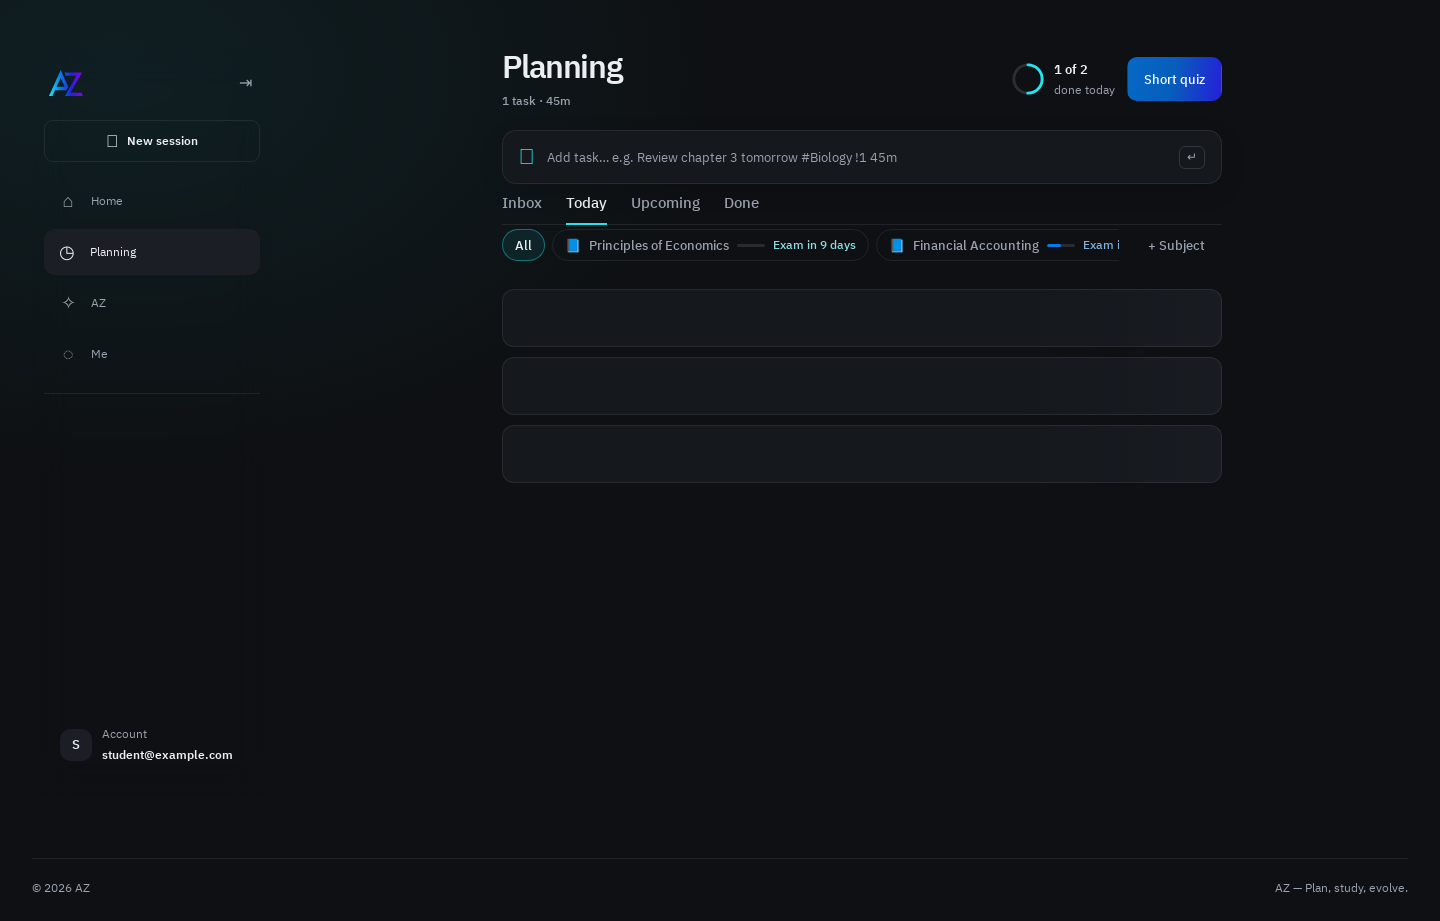 AZ
New session
Home
Planning
AZ
Me
Account
S
student@example.com
Planning
1 task · 45m
1 of 2
done today
Short quiz
Add task... e.g. Review chapter 3 tomorrow #Biology !1 45m
Inbox
Today
Upcoming
Done
All
Principles of Economics
Exam in 9 days
Financial Accounting
Exam i
+ Subject
© 2026 AZ
AZ — Plan, study, evolve.